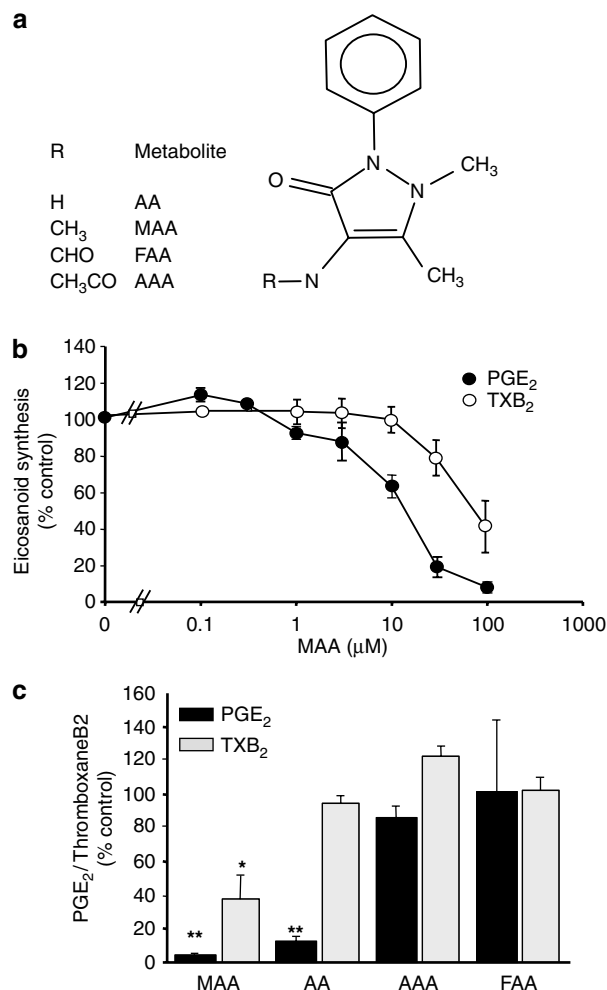 a
R Metabolite
H AA
CH₃ MAA
CHO FAA
CH₃CO AAA
N
O
N
CH₃
R
N
CH₃
b
140
120
100
80
60
40
20
0
Eicosanoid synthesis
(% control)
PGE₂
TXB₂
0 0.1 1 10 100 1000
MAA (μM)
c
160
140
120
100
80
60
40
20
0
PGE₂/ThromboxaneB2
(% control)
PGE₂
TXB₂
**
*
**
MAA AA AAA FAA